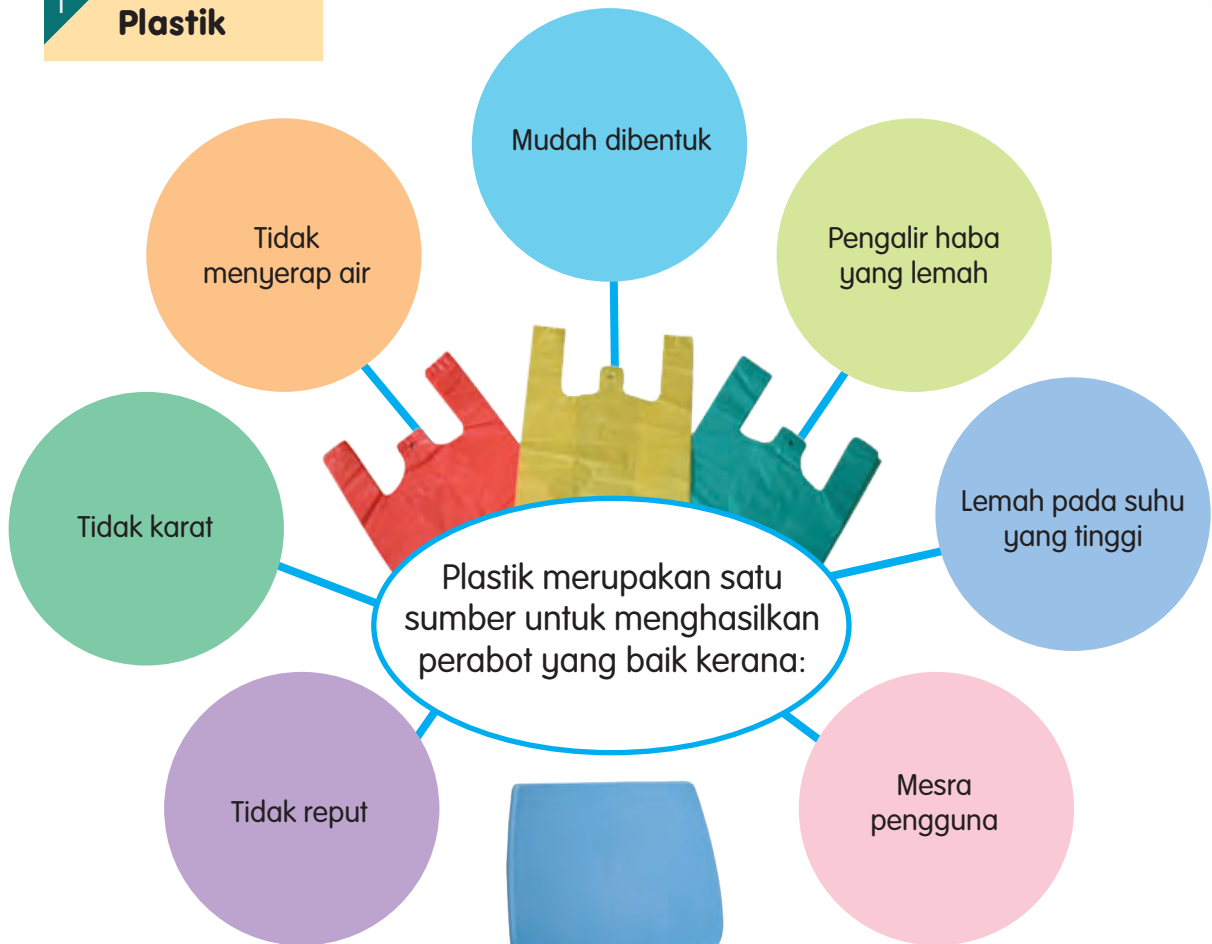 1
Plastik
Mudah dibentuk
Tidak
menyerap air
Pengalir haba
yang lemah
Tidak karat
Lemah pada suhu
yang tinggi
Plastik merupakan satu
sumber untuk menghasilkan
perabot yang baik kerana:
Tidak reput
Mesra
pengguna